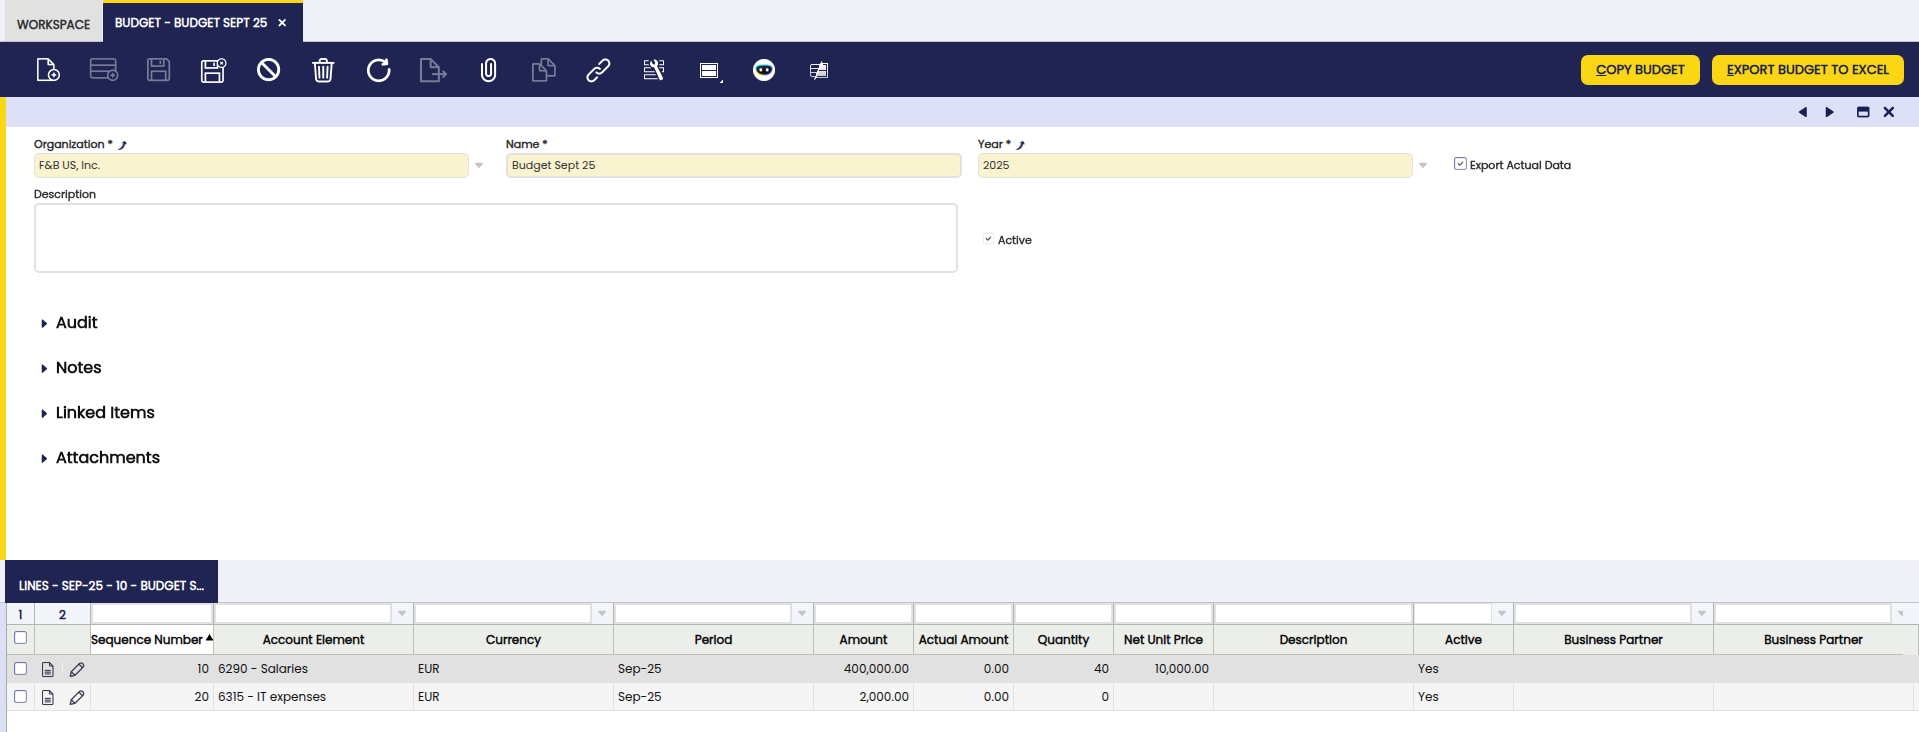 WORKSPACE BUDGET - BUDGET SEPT 25
COPY BUDGET EXPORT BUDGET TO EXCEL
Organization * Name * Year *
F&B US, Inc. Budget Sept 25 2025 Export Actual Data
Description
Active
Audit
Notes
Linked Items
Attachments
LINES - SEP-25 - 10 - BUDGET S...
1 2
Sequence Number Account Element Currency Period Amount Actual Amount Quantity Net Unit Price Description Active Business Partner Business Partner
10 6290 - Salaries EUR Sep-25 400,000.00 0.00 40 10,000.00 Yes
20 6315 - IT expenses EUR Sep-25 2,000.00 0.00 0 Yes